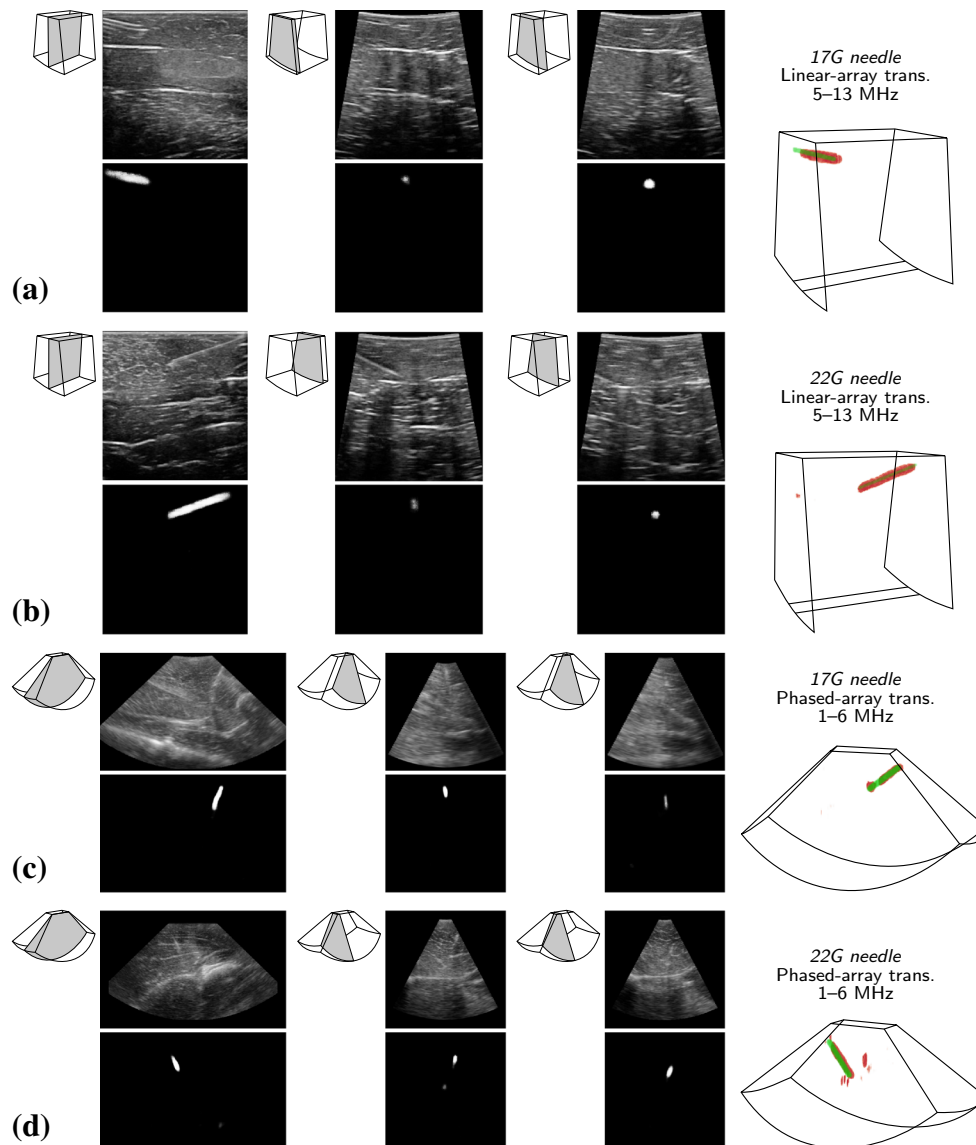 17G needle
Linear-array trans.
5–13 MHz
(a)
22G needle
Linear-array trans.
5–13 MHz
(b)
17G needle
Phased-array trans.
1–6 MHz
(c)
22G needle
Phased-array trans.
1–6 MHz
(d)